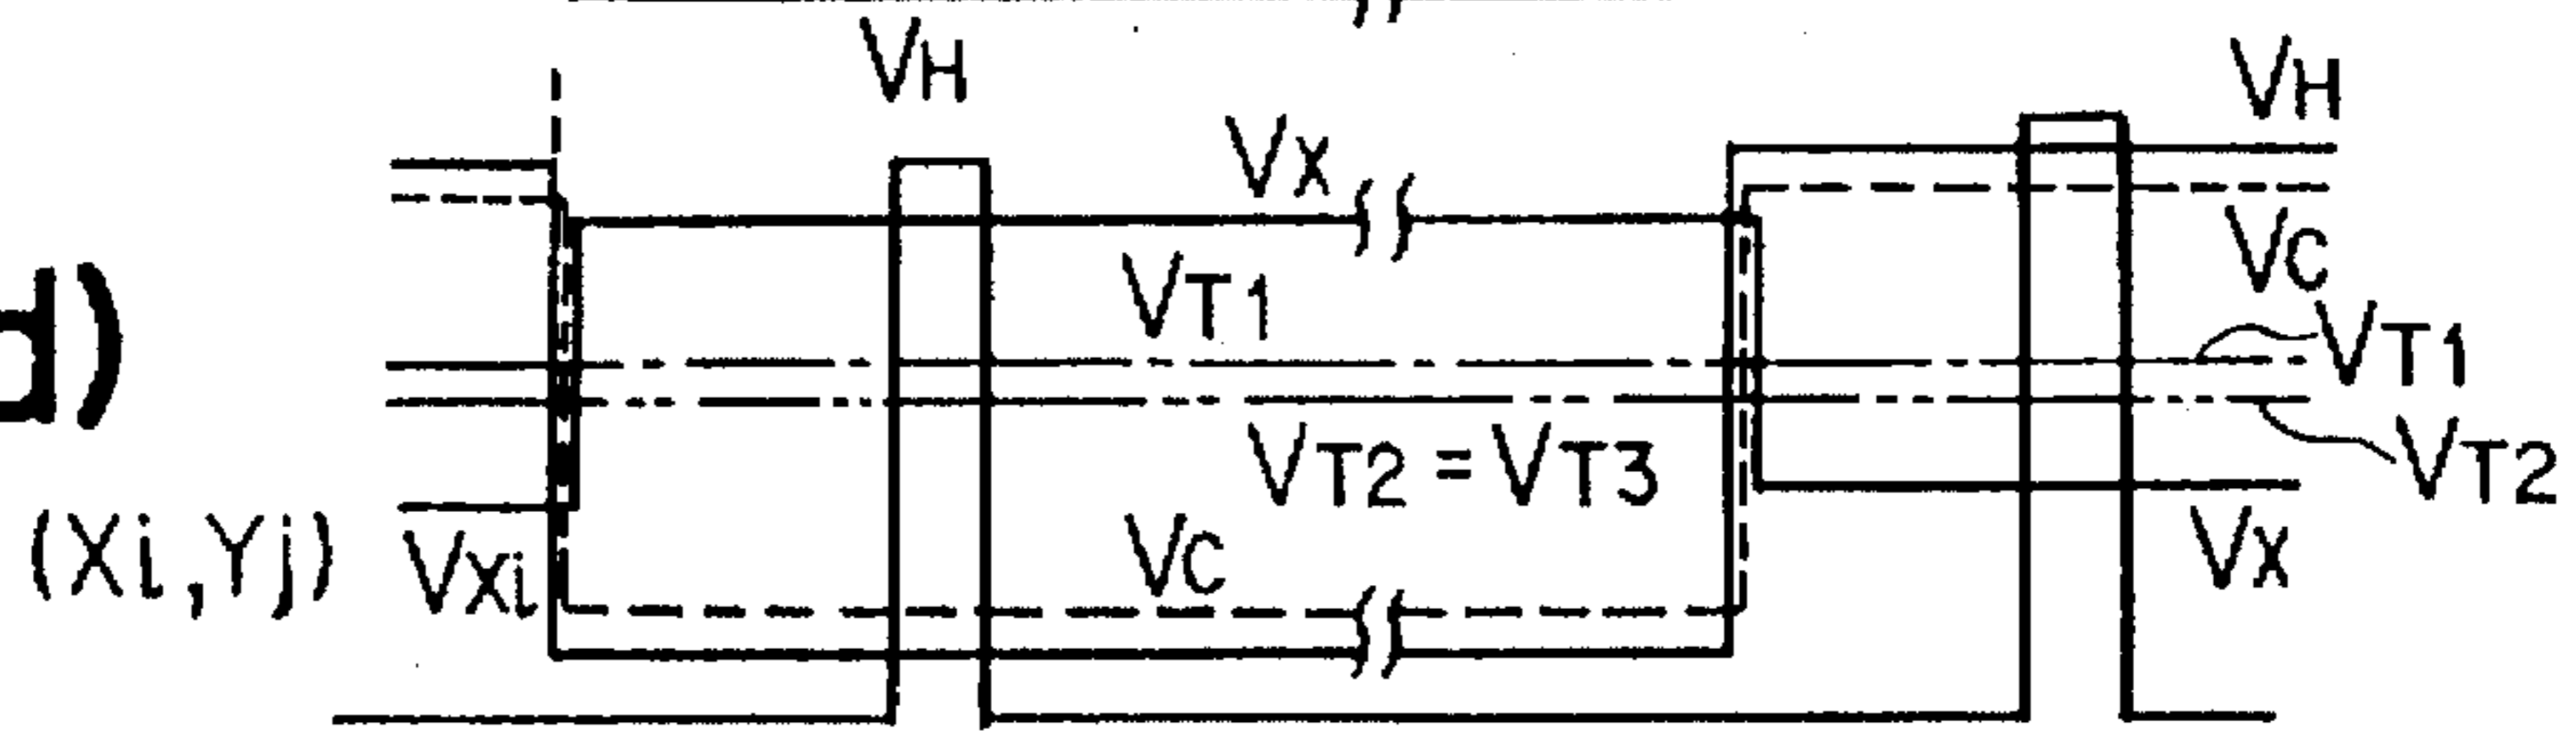 VH
VH
Vx
VC
VT1
VT1
d)
VT2 = VT3
VT2
(Xi,Yj)
Vxi
VC
Vx